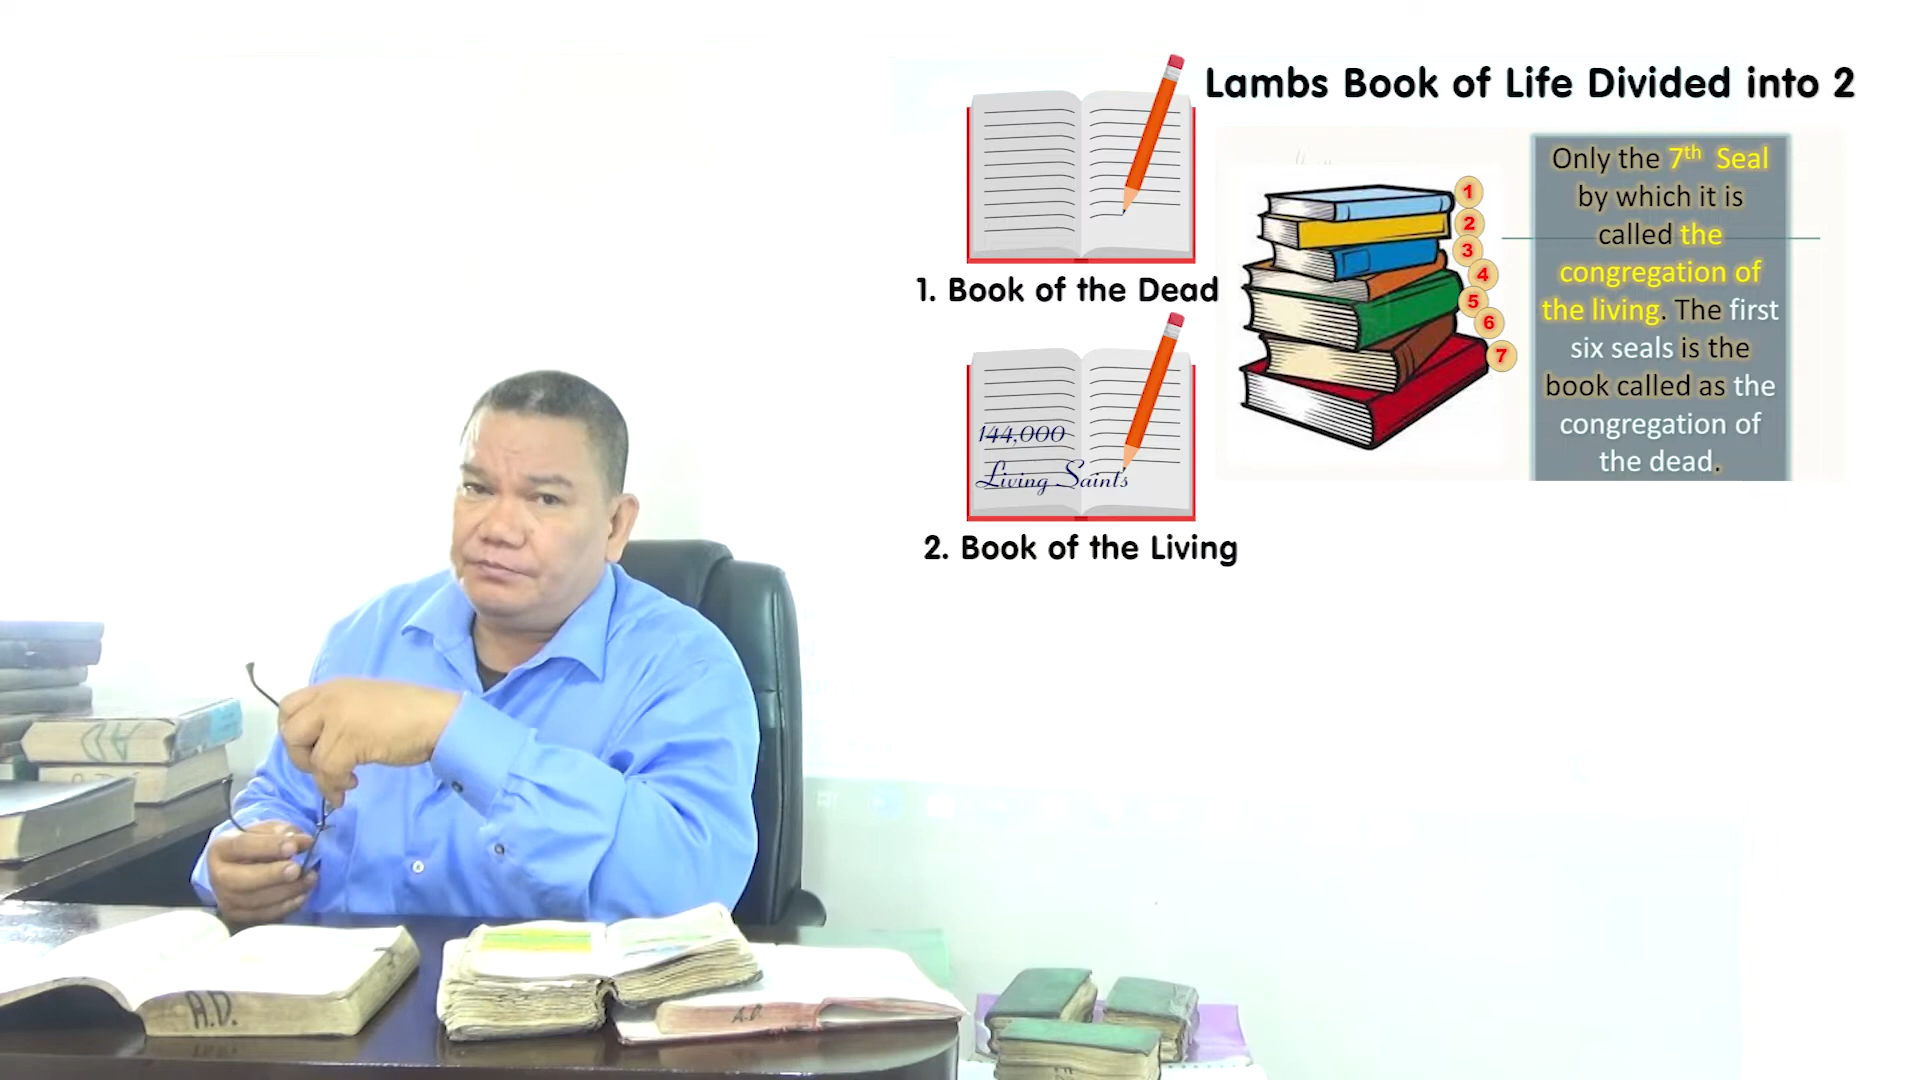 Lambs Book of Life Divided into 2
1. Book of the Dead
144,000
Living Saints
2. Book of the Living
1
2
3
4
5
6
7
Only the 7th Seal
by which it is
called the
congregation of
the living. The first
six seals is the
book called as the
congregation of
the dead.
A.D.
A.D.